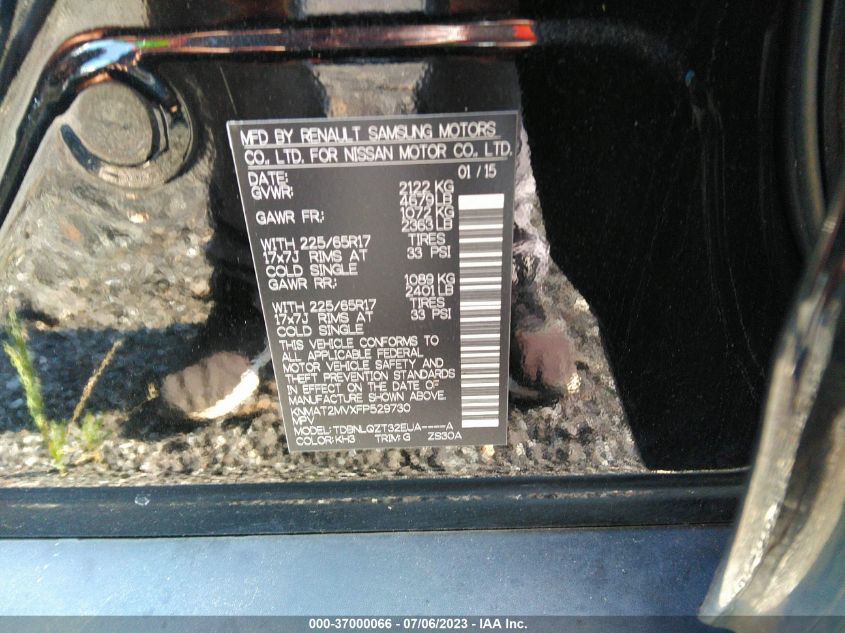 MFD BY RENAULT SAMSUNG MOTORS
CO., LTD. FOR NISSAN MOTOR CO., LTD.
DATE: 01 / 15
GVWR: 2122 KG
4679 LB
GAWR FR: 1072 KG
2363 LB
WITH 225/65R17 TIRES
17x7J RIMS AT 33 PSI
COLD SINGLE
GAWR RR: 1089 KG
2401 LB
WITH 225/65R17 TIRES
17x7J RIMS AT 33 PSI
COLD SINGLE
THIS VEHICLE CONFORMS TO
ALL APPLICABLE FEDERAL
MOTOR VEHICLE SAFETY AND
THEFT PREVENTION STANDARDS
IN EFFECT ON THE DATE OF
MANUFACTURE SHOWN ABOVE.
KNMAT2MVXFP529730
MPV
MODEL: TDBNLQZT32EUA----A
COLOR: KH3 TRIM: G ZS30A
000-37000066 - 07/06/2023 - IAA Inc.